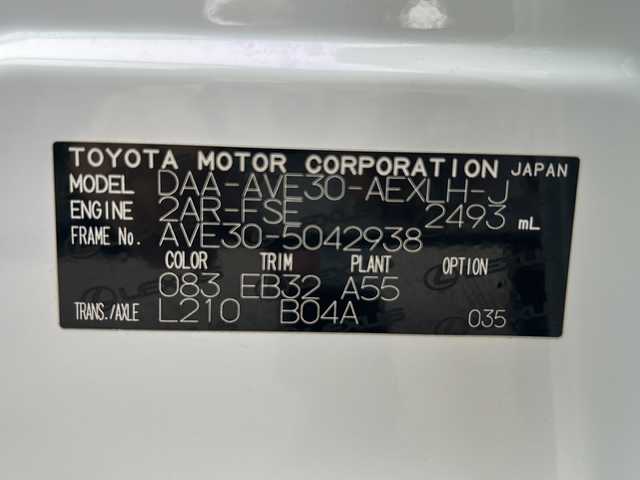 TOYOTA MOTOR CORPORATION JAPAN
MODEL DAA-AVE30-AEXLH-J
ENGINE 2AR-FSE 2493 mL
FRAME No. AVE30-5042938
COLOR TRIM PLANT OPTION
083 EB32 A55
TRANS./AXLE L210 B04A 035
LEXUS